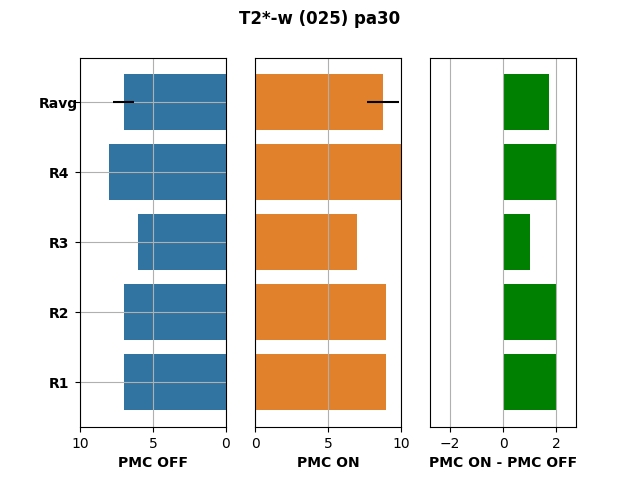 T2*-w (025) pa30
Ravg
R4
R3
R2
R1
10 5 0 0 5 10 −2 0 2
PMC OFF PMC ON PMC ON - PMC OFF